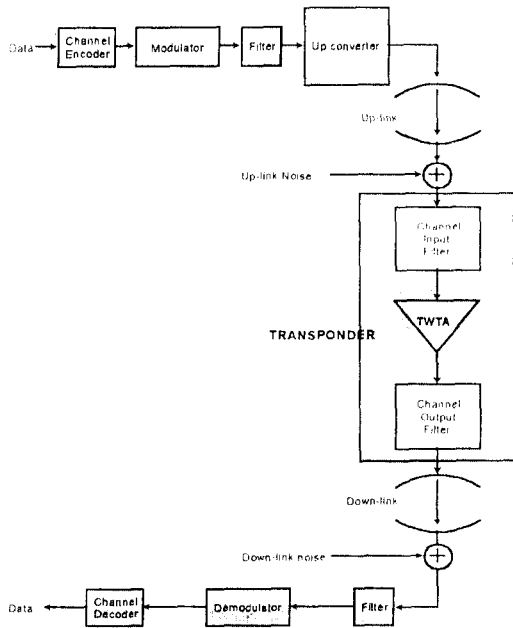 Data
Channel
Encoder
Modulator
Filter
Up converter
Up-link
Up-link Noise
Channel
Input
Filter
TWTA
TRANSPONDER
Channel
Output
Filter
Down-link
Down-link noise
Data
Channel
Decoder
Demodulator
Filter